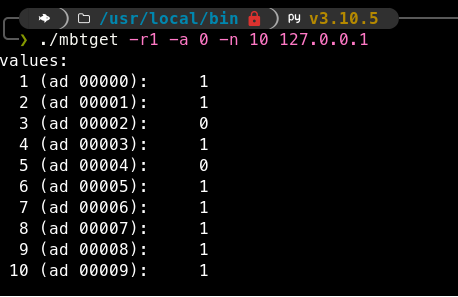 /usr/local/bin py v3.10.5
❯ ./mbtget -r1 -a 0 -n 10 127.0.0.1
values:
1 (ad 00000): 1
2 (ad 00001): 1
3 (ad 00002): 0
4 (ad 00003): 1
5 (ad 00004): 0
6 (ad 00005): 1
7 (ad 00006): 1
8 (ad 00007): 1
9 (ad 00008): 1
10 (ad 00009): 1